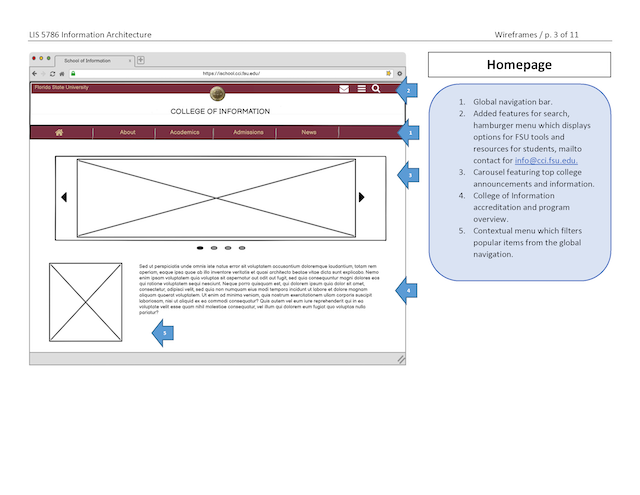 LIS 5786 Information Architecture
Wireframes / p. 3 of 11
School of Information
https://ischool.cci.fsu.edu/
Florida State University
COLLEGE OF INFORMATION
About Academics Admissions News
2
1
3
4
5
Sed ut perspiciatis unde omnis iste natus error sit voluptatem accusantium doloremque laudantium, totam rem
aperiam, eaque ipsa quae ab illo inventore veritatis et quasi architecto beatae vitae dicta sunt explicabo. Nemo
enim ipsam voluptatem quia voluptas sit aspernatur aut odit aut fugit, sed quia consequuntur magni dolores eos
qui ratione voluptatem sequi nesciunt. Neque porro quisquam est, qui dolorem ipsum quia dolor sit amet,
consectetur, adipisci velit, sed quia non numquam eius modi tempora incidunt ut labore et dolore magnam
aliquam quaerat voluptatem. Ut enim ad minima veniam, quis nostrum exercitationem ullam corporis suscipit
laboriosam, nisi ut aliquid ex ea commodi consequatur? Quis autem vel eum iure reprehenderit qui in ea
voluptate velit esse quam nihil molestiae consequatur, vel illum qui dolorem eum fugiat quo voluptas nulla
pariatur?
Homepage
1. Global navigation bar.
2. Added features for search,
hamburger menu which displays
options for FSU tools and
resources for students, mailto
contact for info@cci.fsu.edu.
3. Carousel featuring top college
announcements and information.
4. College of Information
accreditation and program
overview.
5. Contextual menu which filters
popular items from the global
navigation.